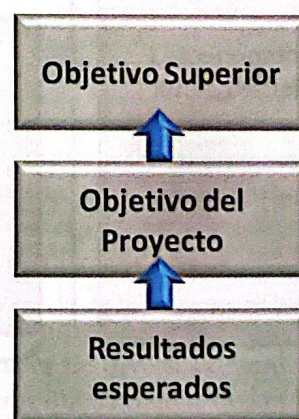 Objetivo Superior
Objetivo del
Proyecto
Resultados
esperados